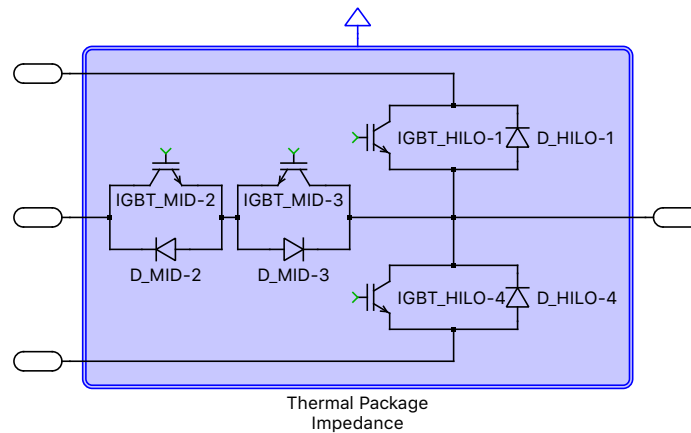 IGBT_HILO-1
D_HILO-1
IGBT_MID-2
IGBT_MID-3
D_MID-2
D_MID-3
IGBT_HILO-4
D_HILO-4
Thermal Package
Impedance